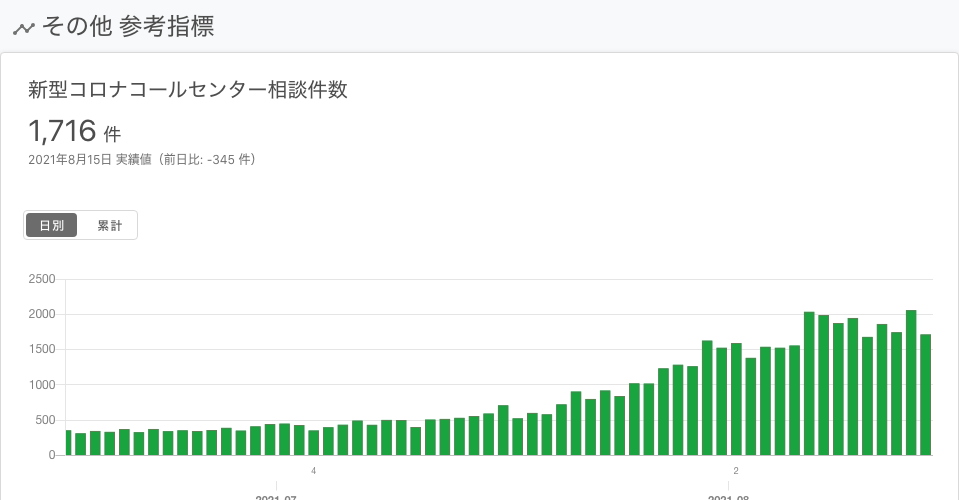 その他 参考指標
新型コロナコールセンター相談件数
1,716 件
2021年8月15日 実績値（前日比: -345 件）
日別 累計
2500
2000
1500
1000
500
0
4 2
2021-07 2021-08